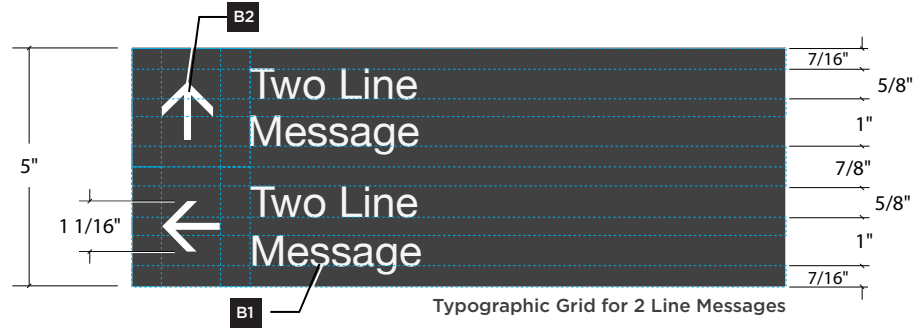 B2
7/16"
Two Line
5/8"
Message
1"
5"
7/8"
Two Line
5/8"
1 1/16"
Message
1"
7/16"
B1
Typographic Grid for 2 Line Messages